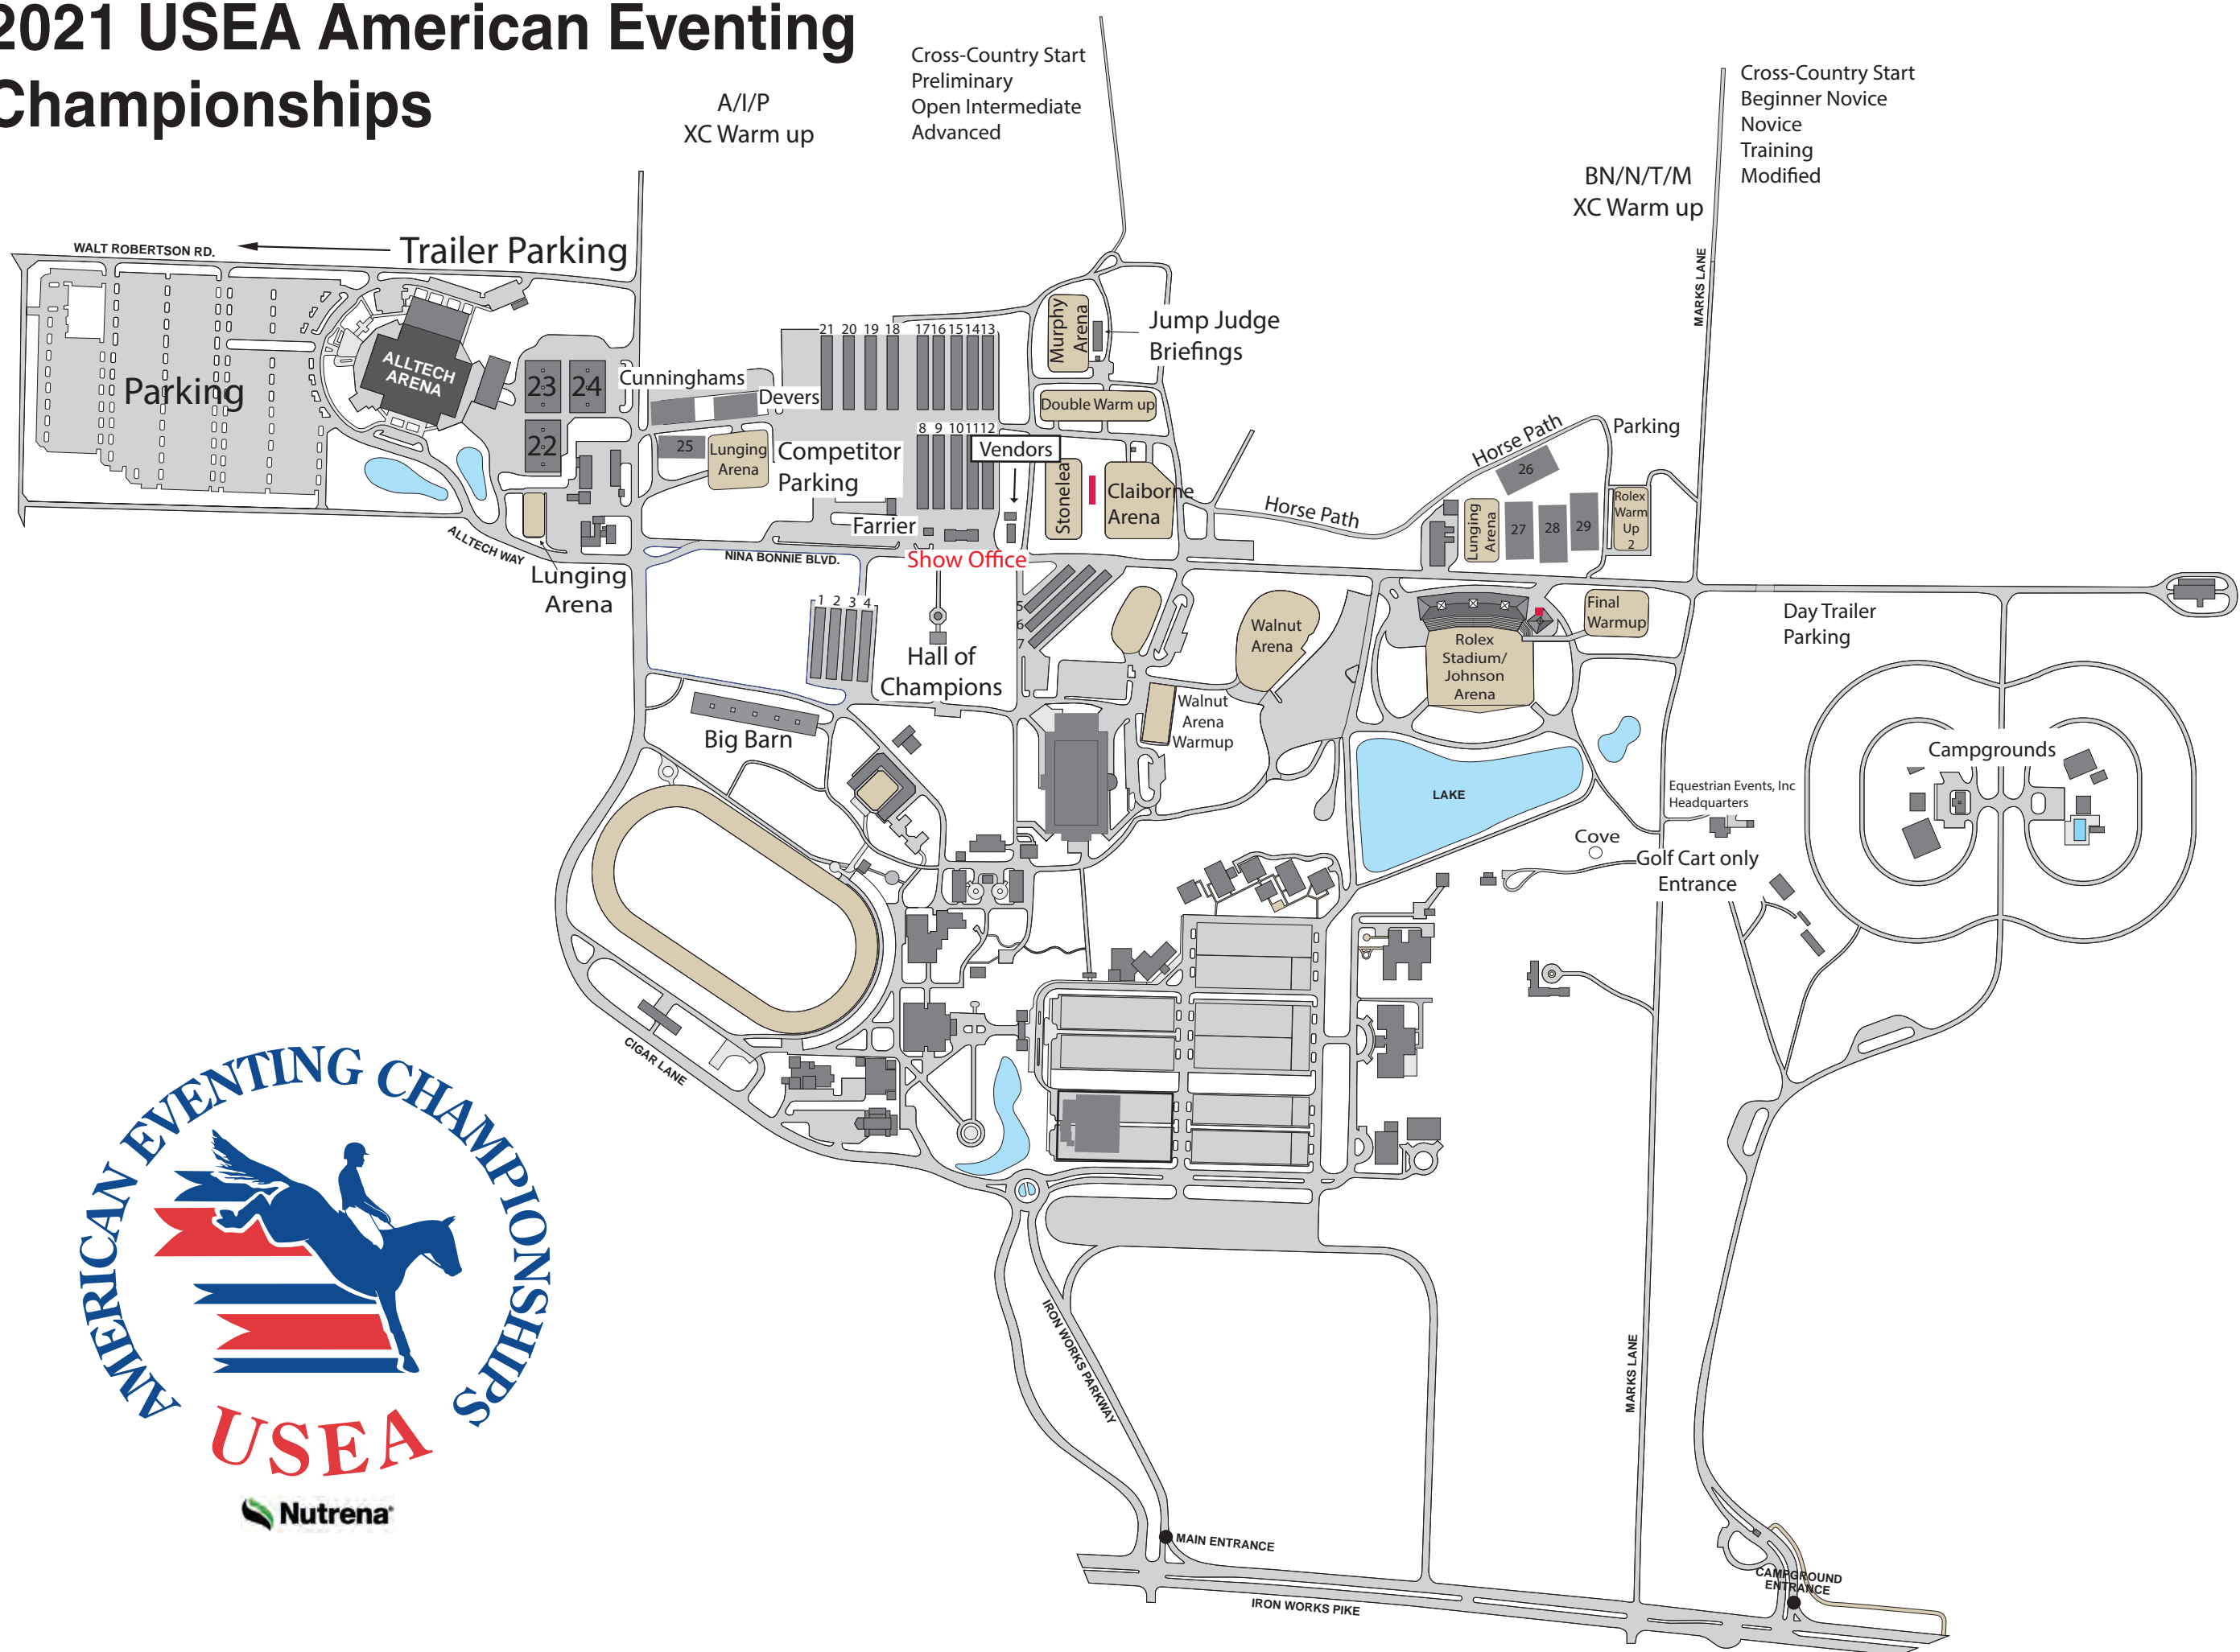 2021 USEA American Eventing
Championships
Cross-Country Start
Preliminary
Open Intermediate
Advanced
A/I/P
XC Warm up
Cross-Country Start
Beginner Novice
Novice
Training
Modified
BN/N/T/M
XC Warm up
WALT ROBERTSON RD.
Trailer Parking
MARKS LANE
Parking
ALLTECH
ARENA
23
24
22
Cunninghams
Devers
21 20 19 18 17 16 15 14 13
Murphy
Arena
Jump Judge
Briefings
Double Warm up
25
Lunging
Arena
Competitor
Parking
8 9 10 11 12
Vendors
Stonelea
Claiborne
Arena
Horse Path
Horse Path
Parking
26
Lunging
Arena
27
28
29
Rolex
Warm
Up
2
Farrier
Show Office
ALLTECH WAY
NINA BONNIE BLVD.
Lunging
Arena
1 2 3 4
5
6
7
Hall of
Champions
Walnut
Arena
Walnut
Arena
Warmup
Rolex
Stadium/
Johnson
Arena
Final
Warmup
Day Trailer
Parking
Big Barn
LAKE
Campgrounds
Equestrian Events, Inc
Headquarters
Cove
Golf Cart only
Entrance
CIGAR LANE
AMERICAN EVENTING CHAMPIONSHIPS
USEA
Nutrena®
IRON WORKS PARKWAY
MARKS LANE
MAIN ENTRANCE
IRON WORKS PIKE
CAMPGROUND
ENTRANCE